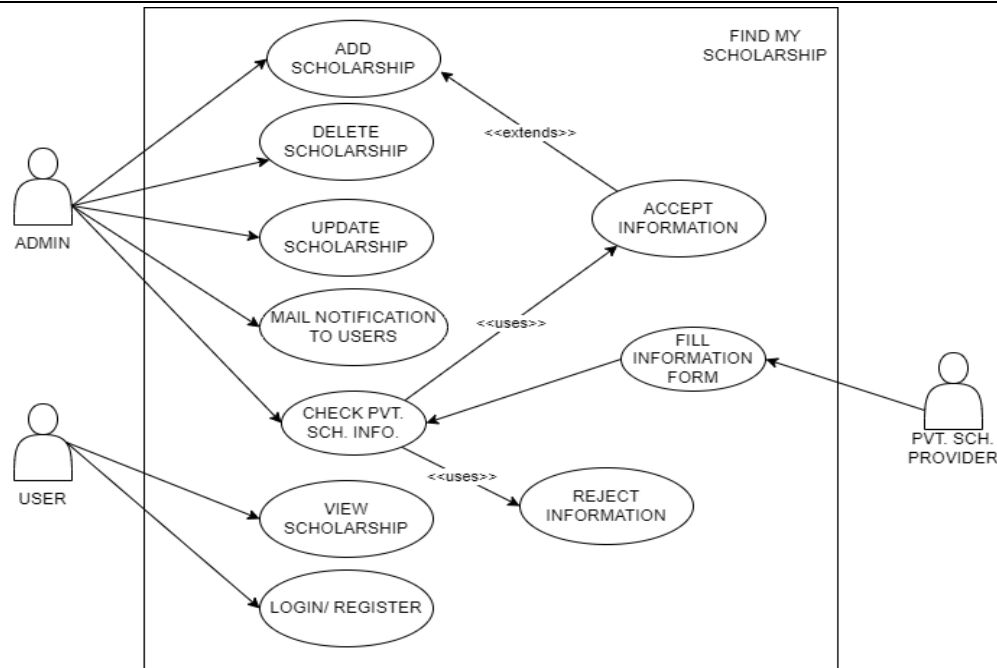 FIND MY
SCHOLARSHIP
ADD
SCHOLARSHIP
<<extends>>
DELETE
SCHOLARSHIP
ACCEPT
INFORMATION
ADMIN
UPDATE
SCHOLARSHIP
MAIL NOTIFICATION
TO USERS
<<uses>>
FILL
INFORMATION
FORM
CHECK PVT.
SCH. INFO.
PVT. SCH.
PROVIDER
<<uses>>
USER
REJECT
INFORMATION
VIEW
SCHOLARSHIP
LOGIN/ REGISTER